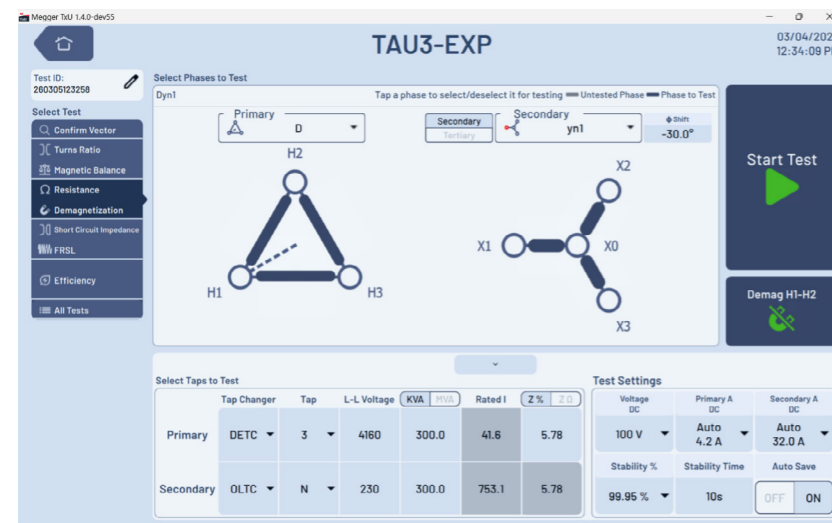 Megger TxU 1.4.0-dev55
TAU3-EXP
03/04/202
12:34:09 P
Test ID:
260305123258
Select Test
Confirm Vector
Turns Ratio
Magnetic Balance
Resistance
Demagnetization
Short Circuit Impedance
FRSL
Efficiency
All Tests
Select Phases to Test
Dyn1
Tap a phase to select/deselect it for testing Untested Phase Phase to Test
Primary
D
Secondary
Tertiary
Secondary
yn1
ϕ Shift
-30.0°
H2
H1
H3
X2
X1
X0
X3
Start Test
Demag H1-H2
Select Taps to Test
Tap Changer Tap L-L Voltage KVA MVA Rated I Z % Z Ω
Primary DETC 3 4160 300.0 41.6 5.78
Secondary OLTC N 230 300.0 753.1 5.78
Test Settings
Voltage DC
Primary A DC
Secondary A DC
100 V
Auto 4.2 A
Auto 32.0 A
Stability %
Stability Time
Auto Save
99.95 %
10s
OFF ON